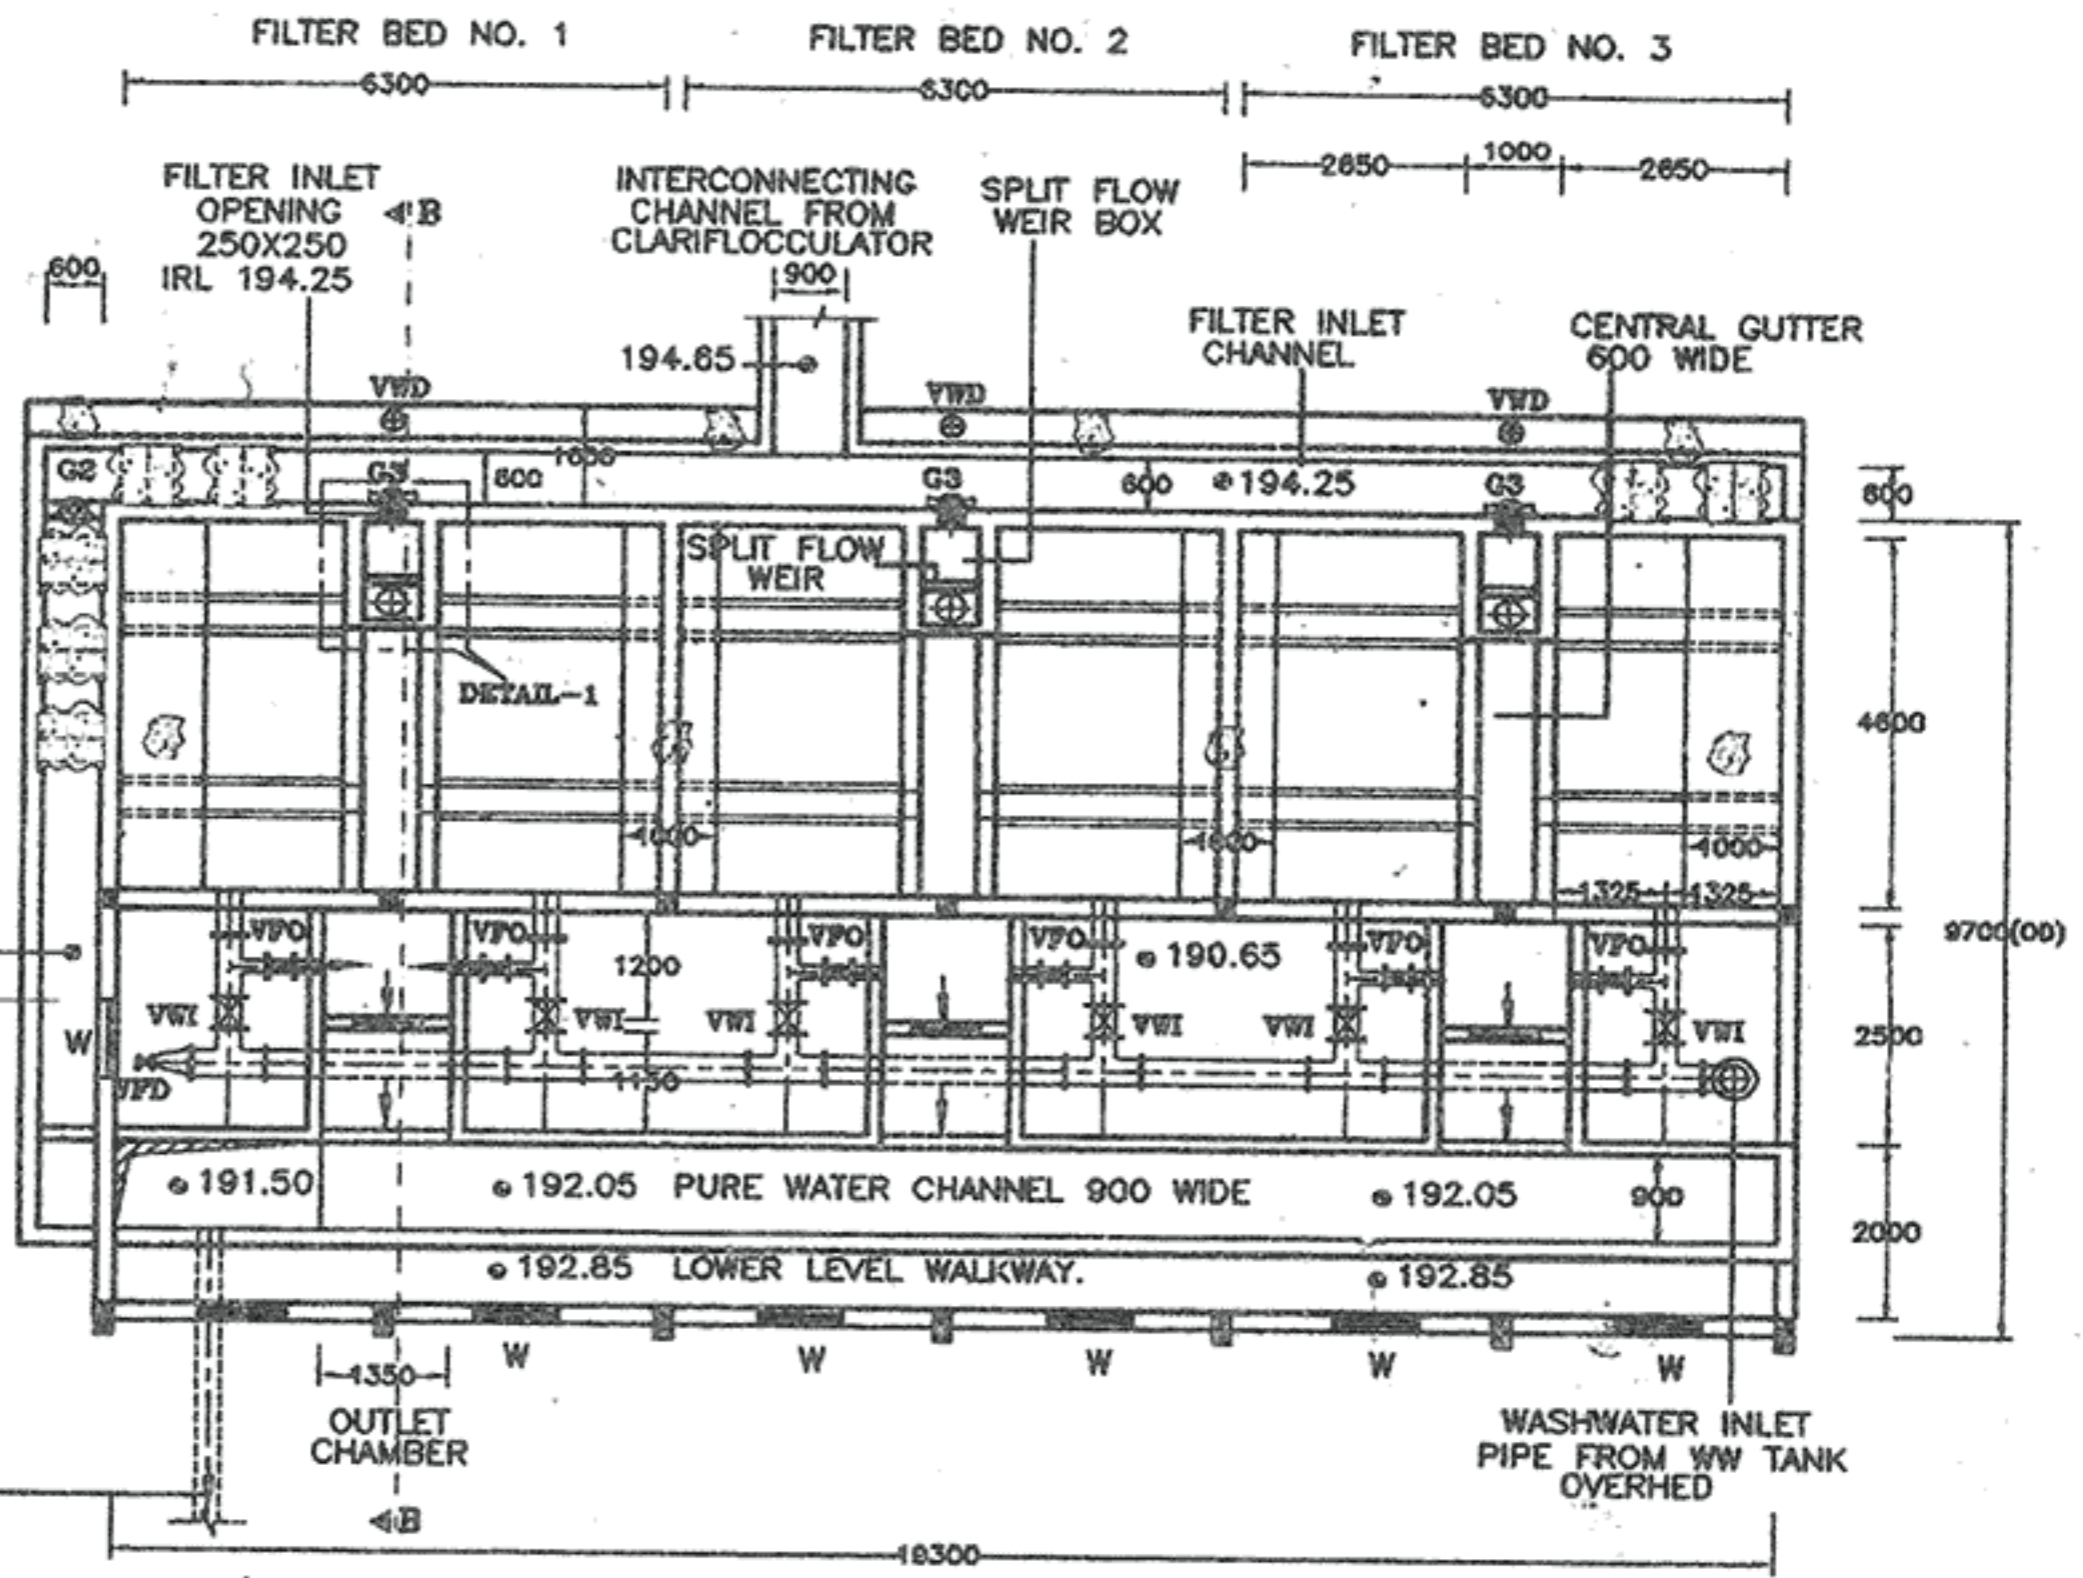 FILTER BED NO. 1
FILTER BED NO. 2
FILTER BED NO. 3
6300
6300
6300
2650
1000
2650
FILTER INLET
OPENING
250X250
IRL 194.25
B
INTERCONNECTING
CHANNEL FROM
CLARIFLOCCULATOR
900
SPLIT FLOW
WEIR BOX
600
194.65
FILTER INLET
CHANNEL
CENTRAL GUTTER
600 WIDE
VWD
VWD
VWD
G2
G3
600
1000
G3
600
194.25
G3
600
SPLIT FLOW
WEIR
DETAIL-1
4600
1000
1000
1000
1325
1325
9700(OD)
VFO
VFO
VFO
VFO
VFO
VFO
1200
190.65
VWI
VWI
VWI
VWI
VWI
VWI
W
2500
1150
VFD
191.50
192.05
PURE WATER CHANNEL 900 WIDE
192.05
900
2000
192.85
LOWER LEVEL WALKWAY.
192.85
W
W
W
W
W
1350
OUTLET
CHAMBER
WASHWATER INLET
PIPE FROM WW TANK
OVERHED
B
19300